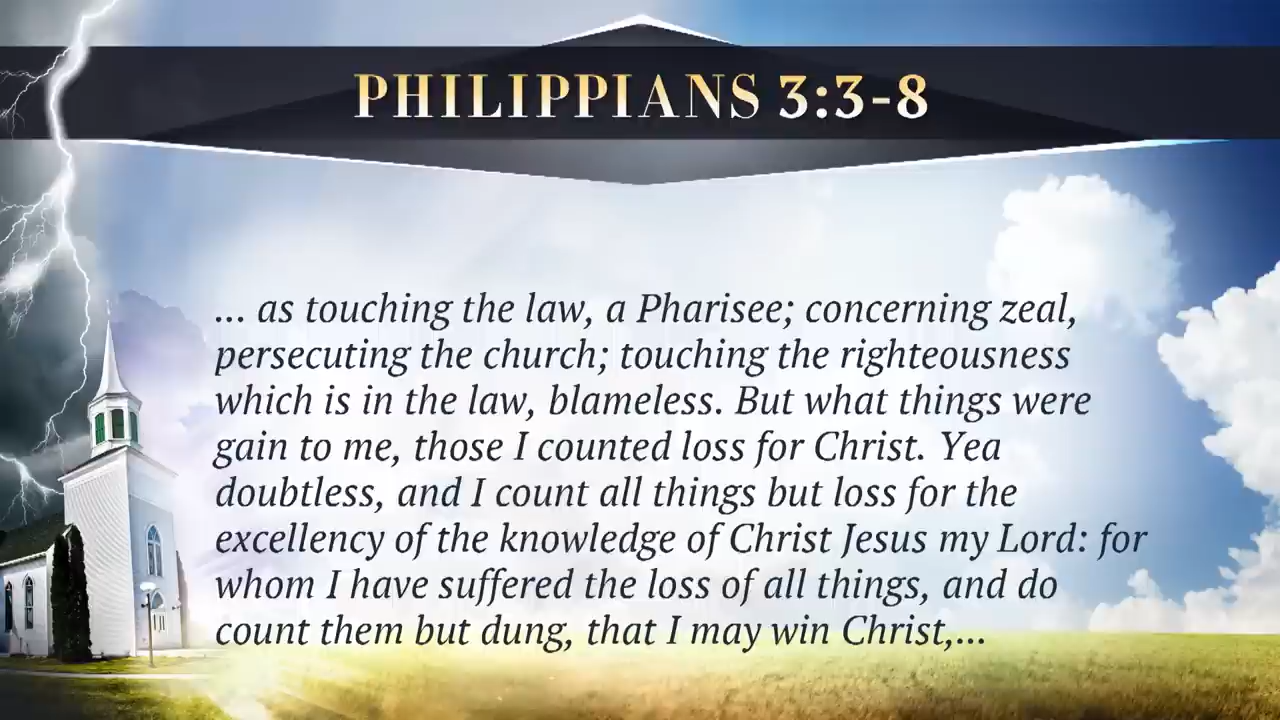 PHILIPPIANS 3:3-8
... as touching the law, a Pharisee; concerning zeal,
persecuting the church; touching the righteousness
which is in the law, blameless. But what things were
gain to me, those I counted loss for Christ. Yea
doubtless, and I count all things but loss for the
excellency of the knowledge of Christ Jesus my Lord: for
whom I have suffered the loss of all things, and do
count them but dung, that I may win Christ,...